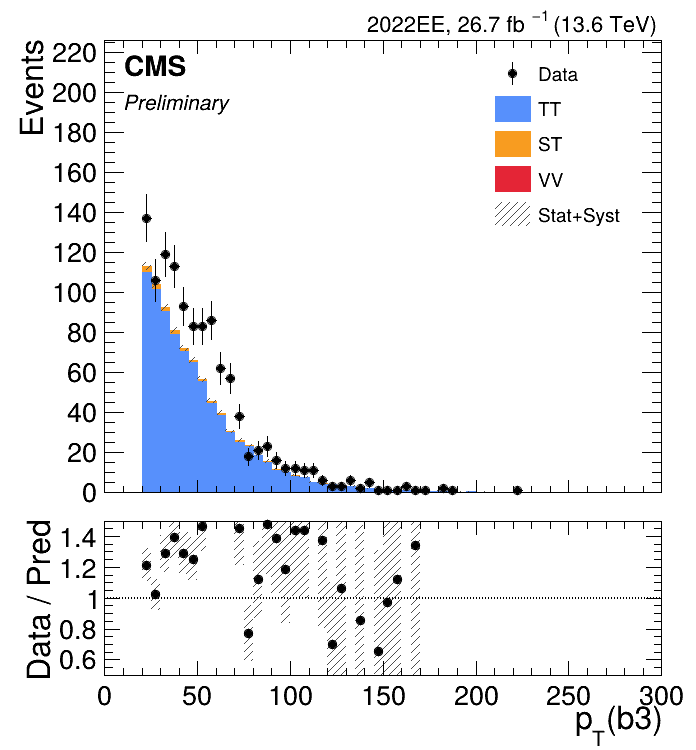 2022EE, 26.7 fb⁻¹ (13.6 TeV)
CMS
Preliminary
Data
TT
ST
VV
Stat+Syst
Events
220
200
180
160
140
120
100
80
60
40
20
0
Data / Pred
1.4
1.2
1
0.8
0.6
0 50 100 150 200 250 300
p_T(b3)